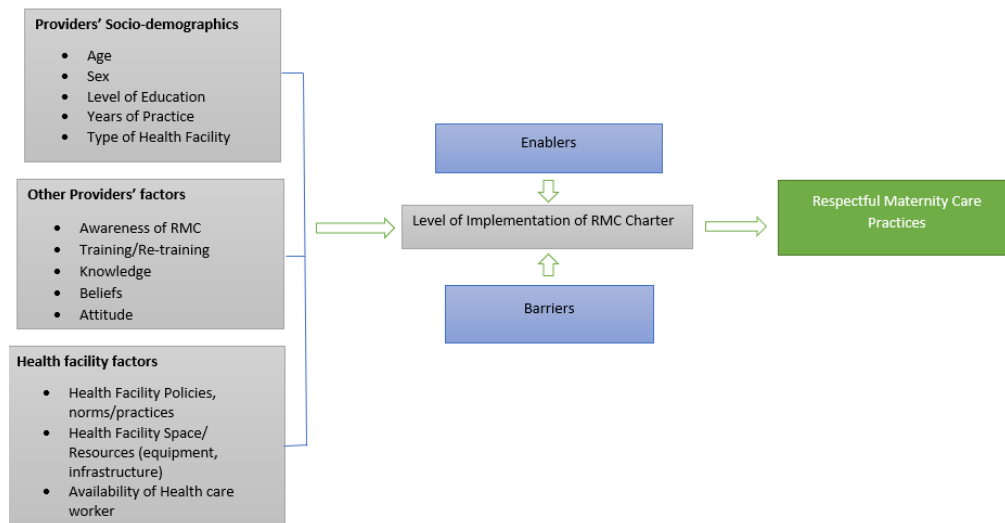 Providers' Socio-demographics
• Age
• Sex
• Level of Education
• Years of Practice
• Type of Health Facility
Other Providers' factors
• Awareness of RMC
• Training/Re-training
• Knowledge
• Beliefs
• Attitude
Health facility factors
• Health Facility Policies,
norms/practices
• Health Facility Space/
Resources (equipment,
infrastructure)
• Availability of Health care
worker
Enablers
Level of Implementation of RMC Charter
Barriers
Respectful Maternity Care
Practices